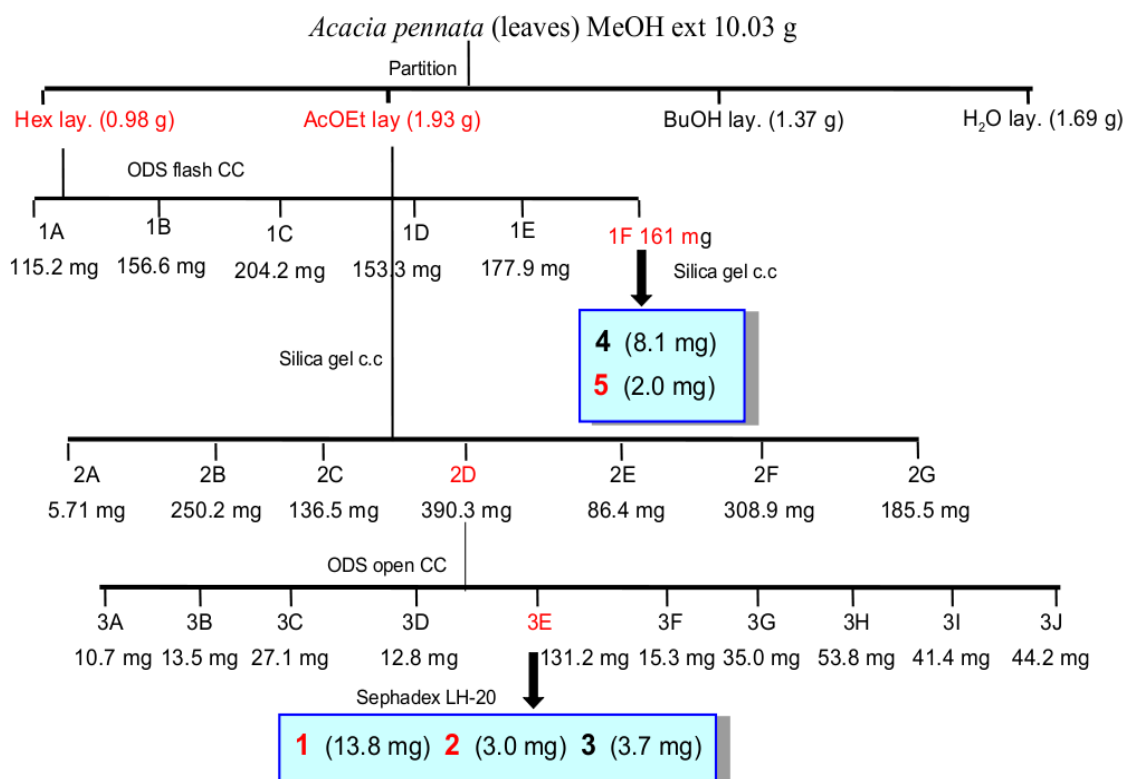 Acacia pennata (leaves) MeOH ext 10.03 g
Partition
Hex lay. (0.98 g) AcOEt lay (1.93 g) BuOH lay. (1.37 g) H₂O lay. (1.69 g)
ODS flash CC
1A 1B 1C 1D 1E 1F 161 mg
115.2 mg 156.6 mg 204.2 mg 153.3 mg 177.9 mg Silica gel c.c
4 (8.1 mg)
Silica gel c.c
5 (2.0 mg)
2A 2B 2C 2D 2E 2F 2G
5.71 mg 250.2 mg 136.5 mg 390.3 mg 86.4 mg 308.9 mg 185.5 mg
ODS open CC
3A 3B 3C 3D 3E 3F 3G 3H 3I 3J
10.7 mg 13.5 mg 27.1 mg 12.8 mg 131.2 mg 15.3 mg 35.0 mg 53.8 mg 41.4 mg 44.2 mg
Sephadex LH-20
1 (13.8 mg) 2 (3.0 mg) 3 (3.7 mg)